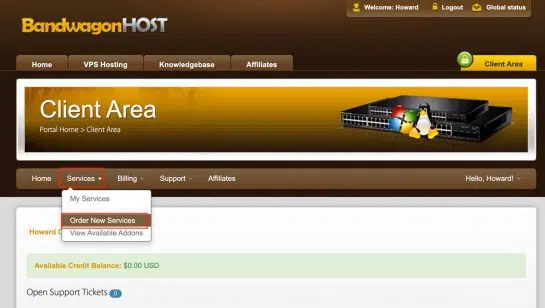 Welcome: Howard Logout Global status
BandwagonHOST
Home VPS Hosting Knowledgebase Affiliates Client Area
Client Area
Portal Home > Client Area
Home Services Billing Support Affiliates Hello, Howard!
My Services
Order New Services
Howard
View Available Addons
Available Credit Balance: $0.00 USD
Open Support Tickets 0